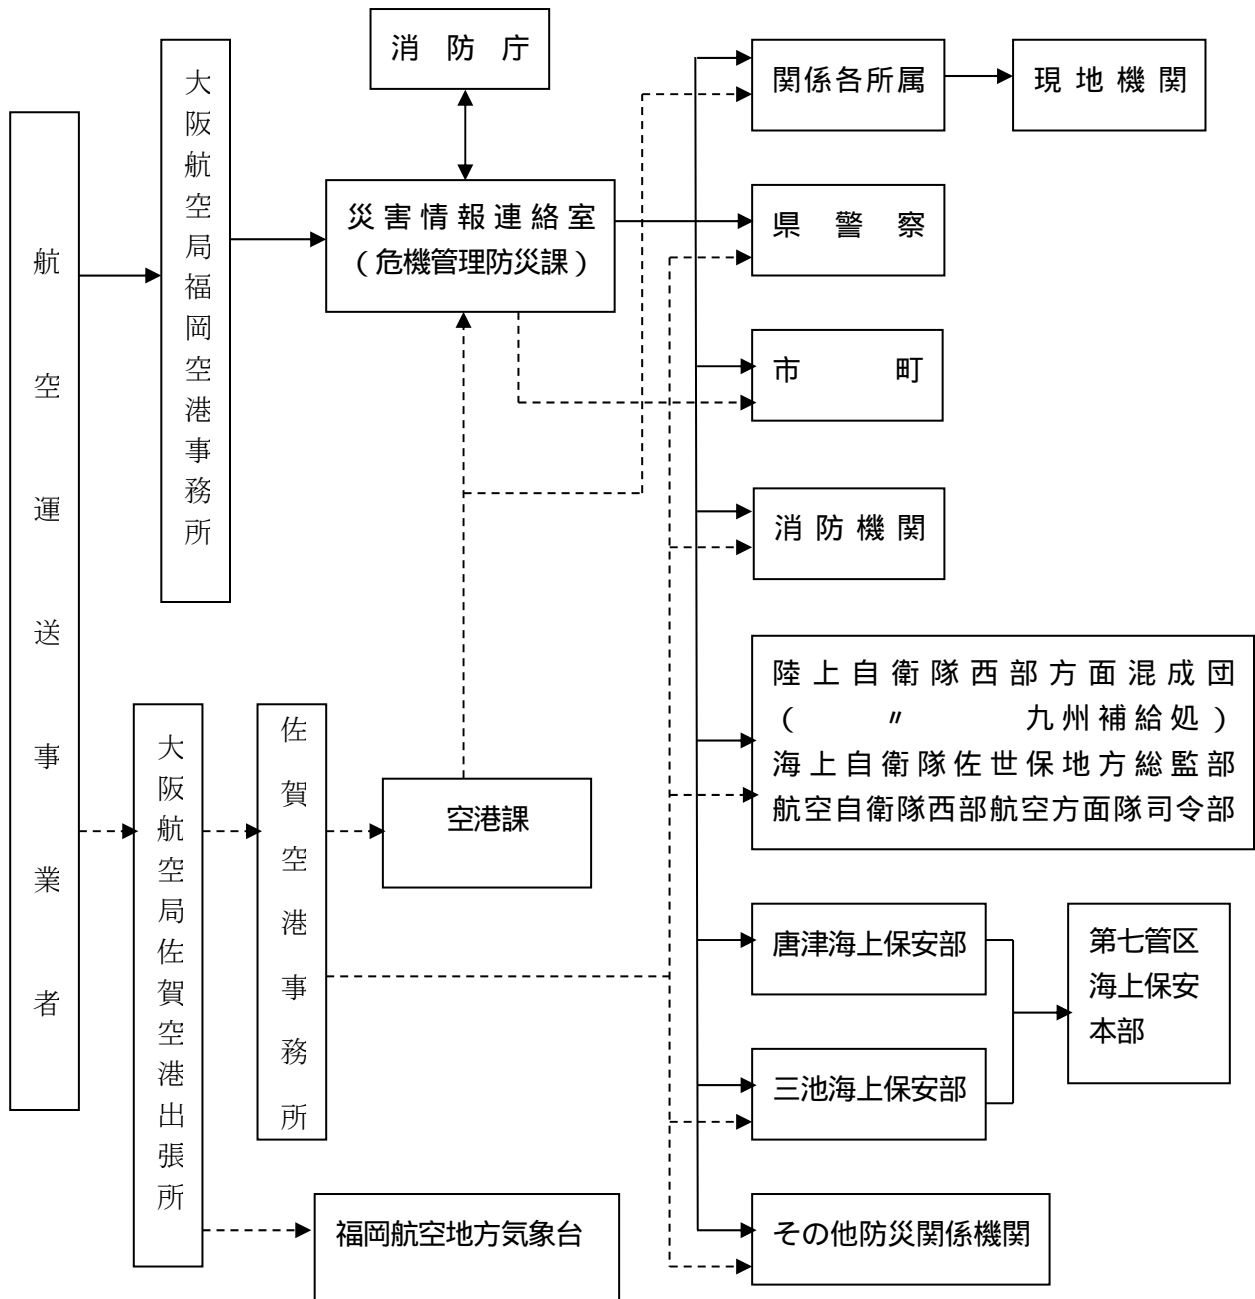 消防庁
関係各所属
現地機関
大阪航空局福岡空港事務所
航空運送事業者
災害情報連絡室
(危機管理防災課)
県警察
市町
消防機関
陸上自衛隊西部方面混成団
( 〃 九州補給処)
海上自衛隊佐世保地方総監部
航空自衛隊西部航空方面隊司令部
大阪航空局佐賀空港出張所
佐賀空港事務所
空港課
唐津海上保安部
第七管区
海上保安
本部
三池海上保安部
福岡航空地方気象台
その他防災関係機関